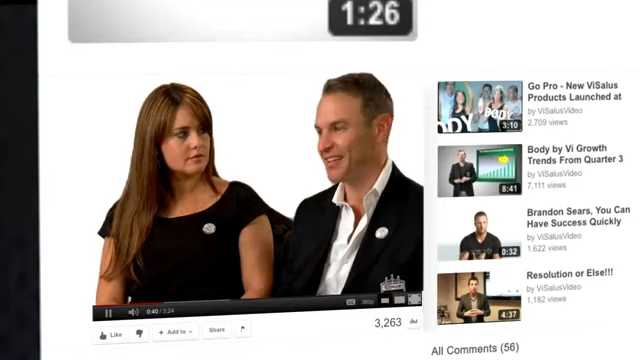 1:26
Go Pro - New ViSalus
Products Launched at
by ViSalusVideo
2,709 views
3:10
BODY
Body by Vi Growth
Trends From Quarter 3
by ViSalusVideo
7,111 views
8:41
Brandon Sears, You Can
Have Success Quickly
by ViSalusVideo
1,622 views
0:32
Resolution or Else!!!
by ViSalusVideo
1,182 views
4:37
0:40 / 3:24
360p
Like
Add to
Share
3,263
All Comments (56)